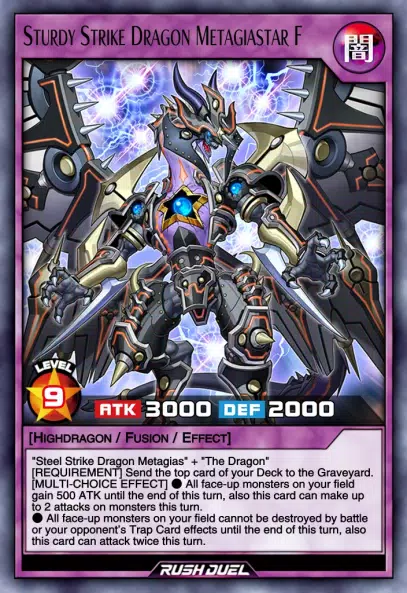 STURDY STRIKE DRAGON METAGIASTAR F
闇
LEVEL
9
ATK 3000 DEF 2000
[HIGHDRAGON / FUSION / EFFECT]
"Steel Strike Dragon Metagias" + "The Dragon"
[REQUIREMENT] Send the top card of your Deck to the Graveyard.
[MULTI-CHOICE EFFECT] ● All face-up monsters on your field
gain 500 ATK until the end of this turn, also this card can make up
to 2 attacks on monsters this turn.
● All face-up monsters on your field cannot be destroyed by battle
or your opponent's Trap Card effects until the end of this turn, also
this card can attack twice this turn.
RUSH DUEL